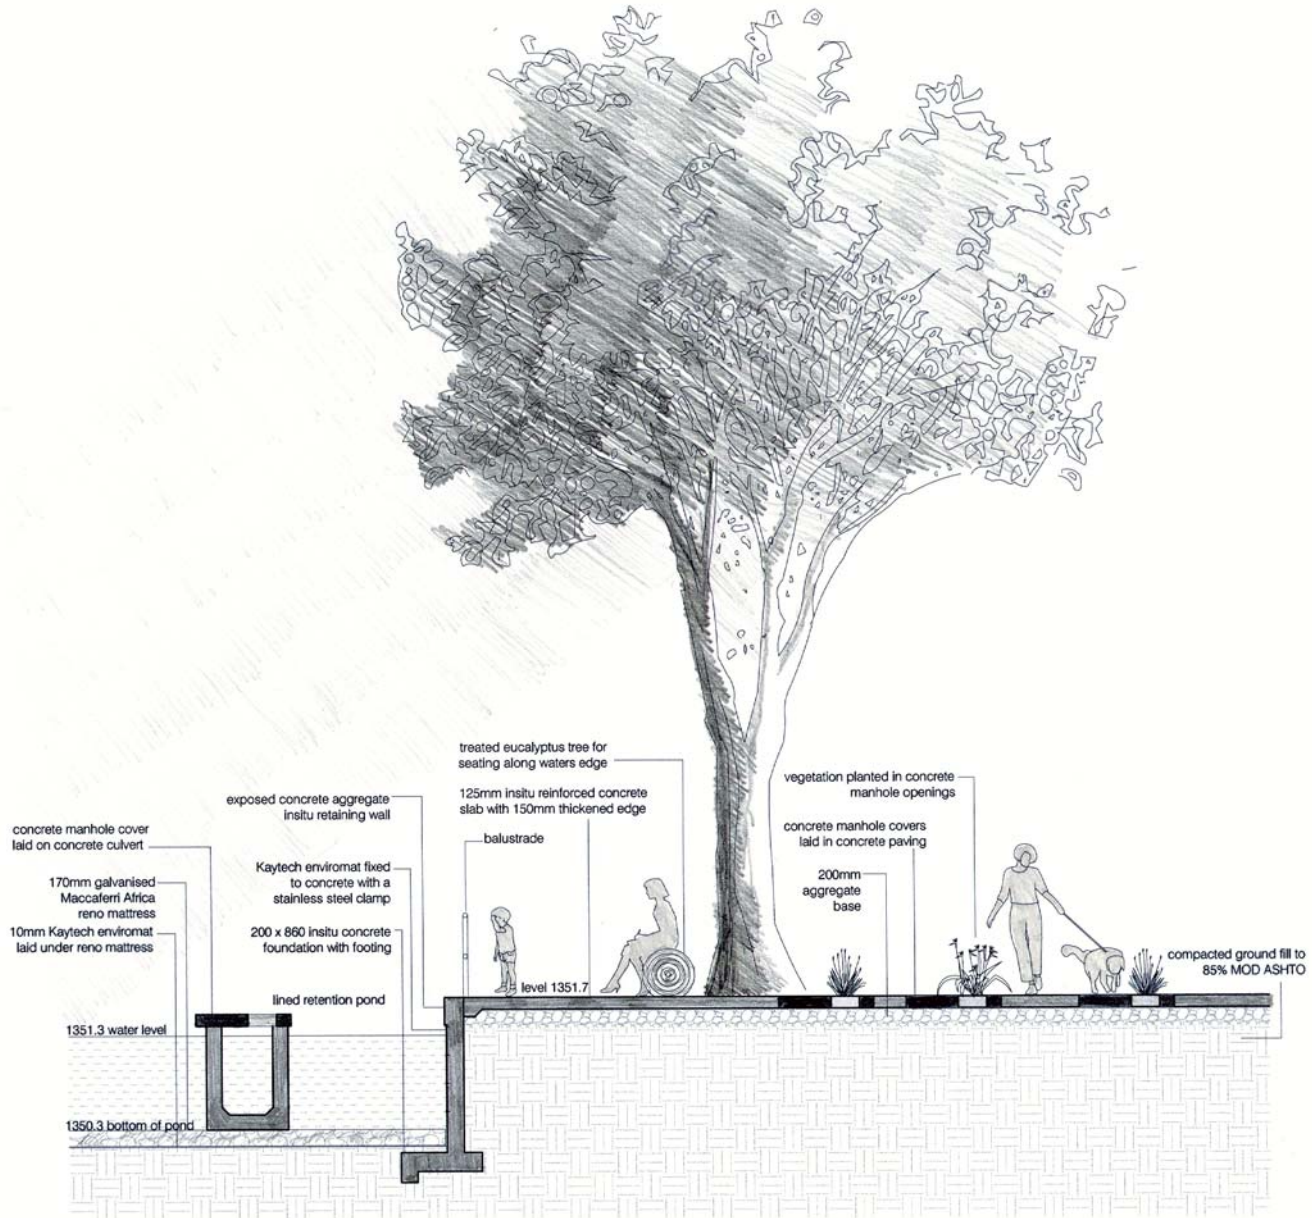 treated eucalyptus tree for
seating along waters edge
125mm insitu reinforced concrete
slab with 150mm thickened edge
balustrade
exposed concrete aggregate
insitu retaining wall
concrete manhole cover
laid on concrete culvert
Kaytech enviromat fixed
to concrete with a
stainless steel clamp
170mm galvanised
Maccaferri Africa
reno mattress
10mm Kaytech enviromat
laid under reno mattress
200 x 860 insitu concrete
foundation with footing
lined retention pond
level 1351.7
1351.3 water level
1350.3 bottom of pond
vegetation planted in concrete
manhole openings
concrete manhole covers
laid in concrete paving
200mm
aggregate
base
compacted ground fill to
85% MOD ASHTO